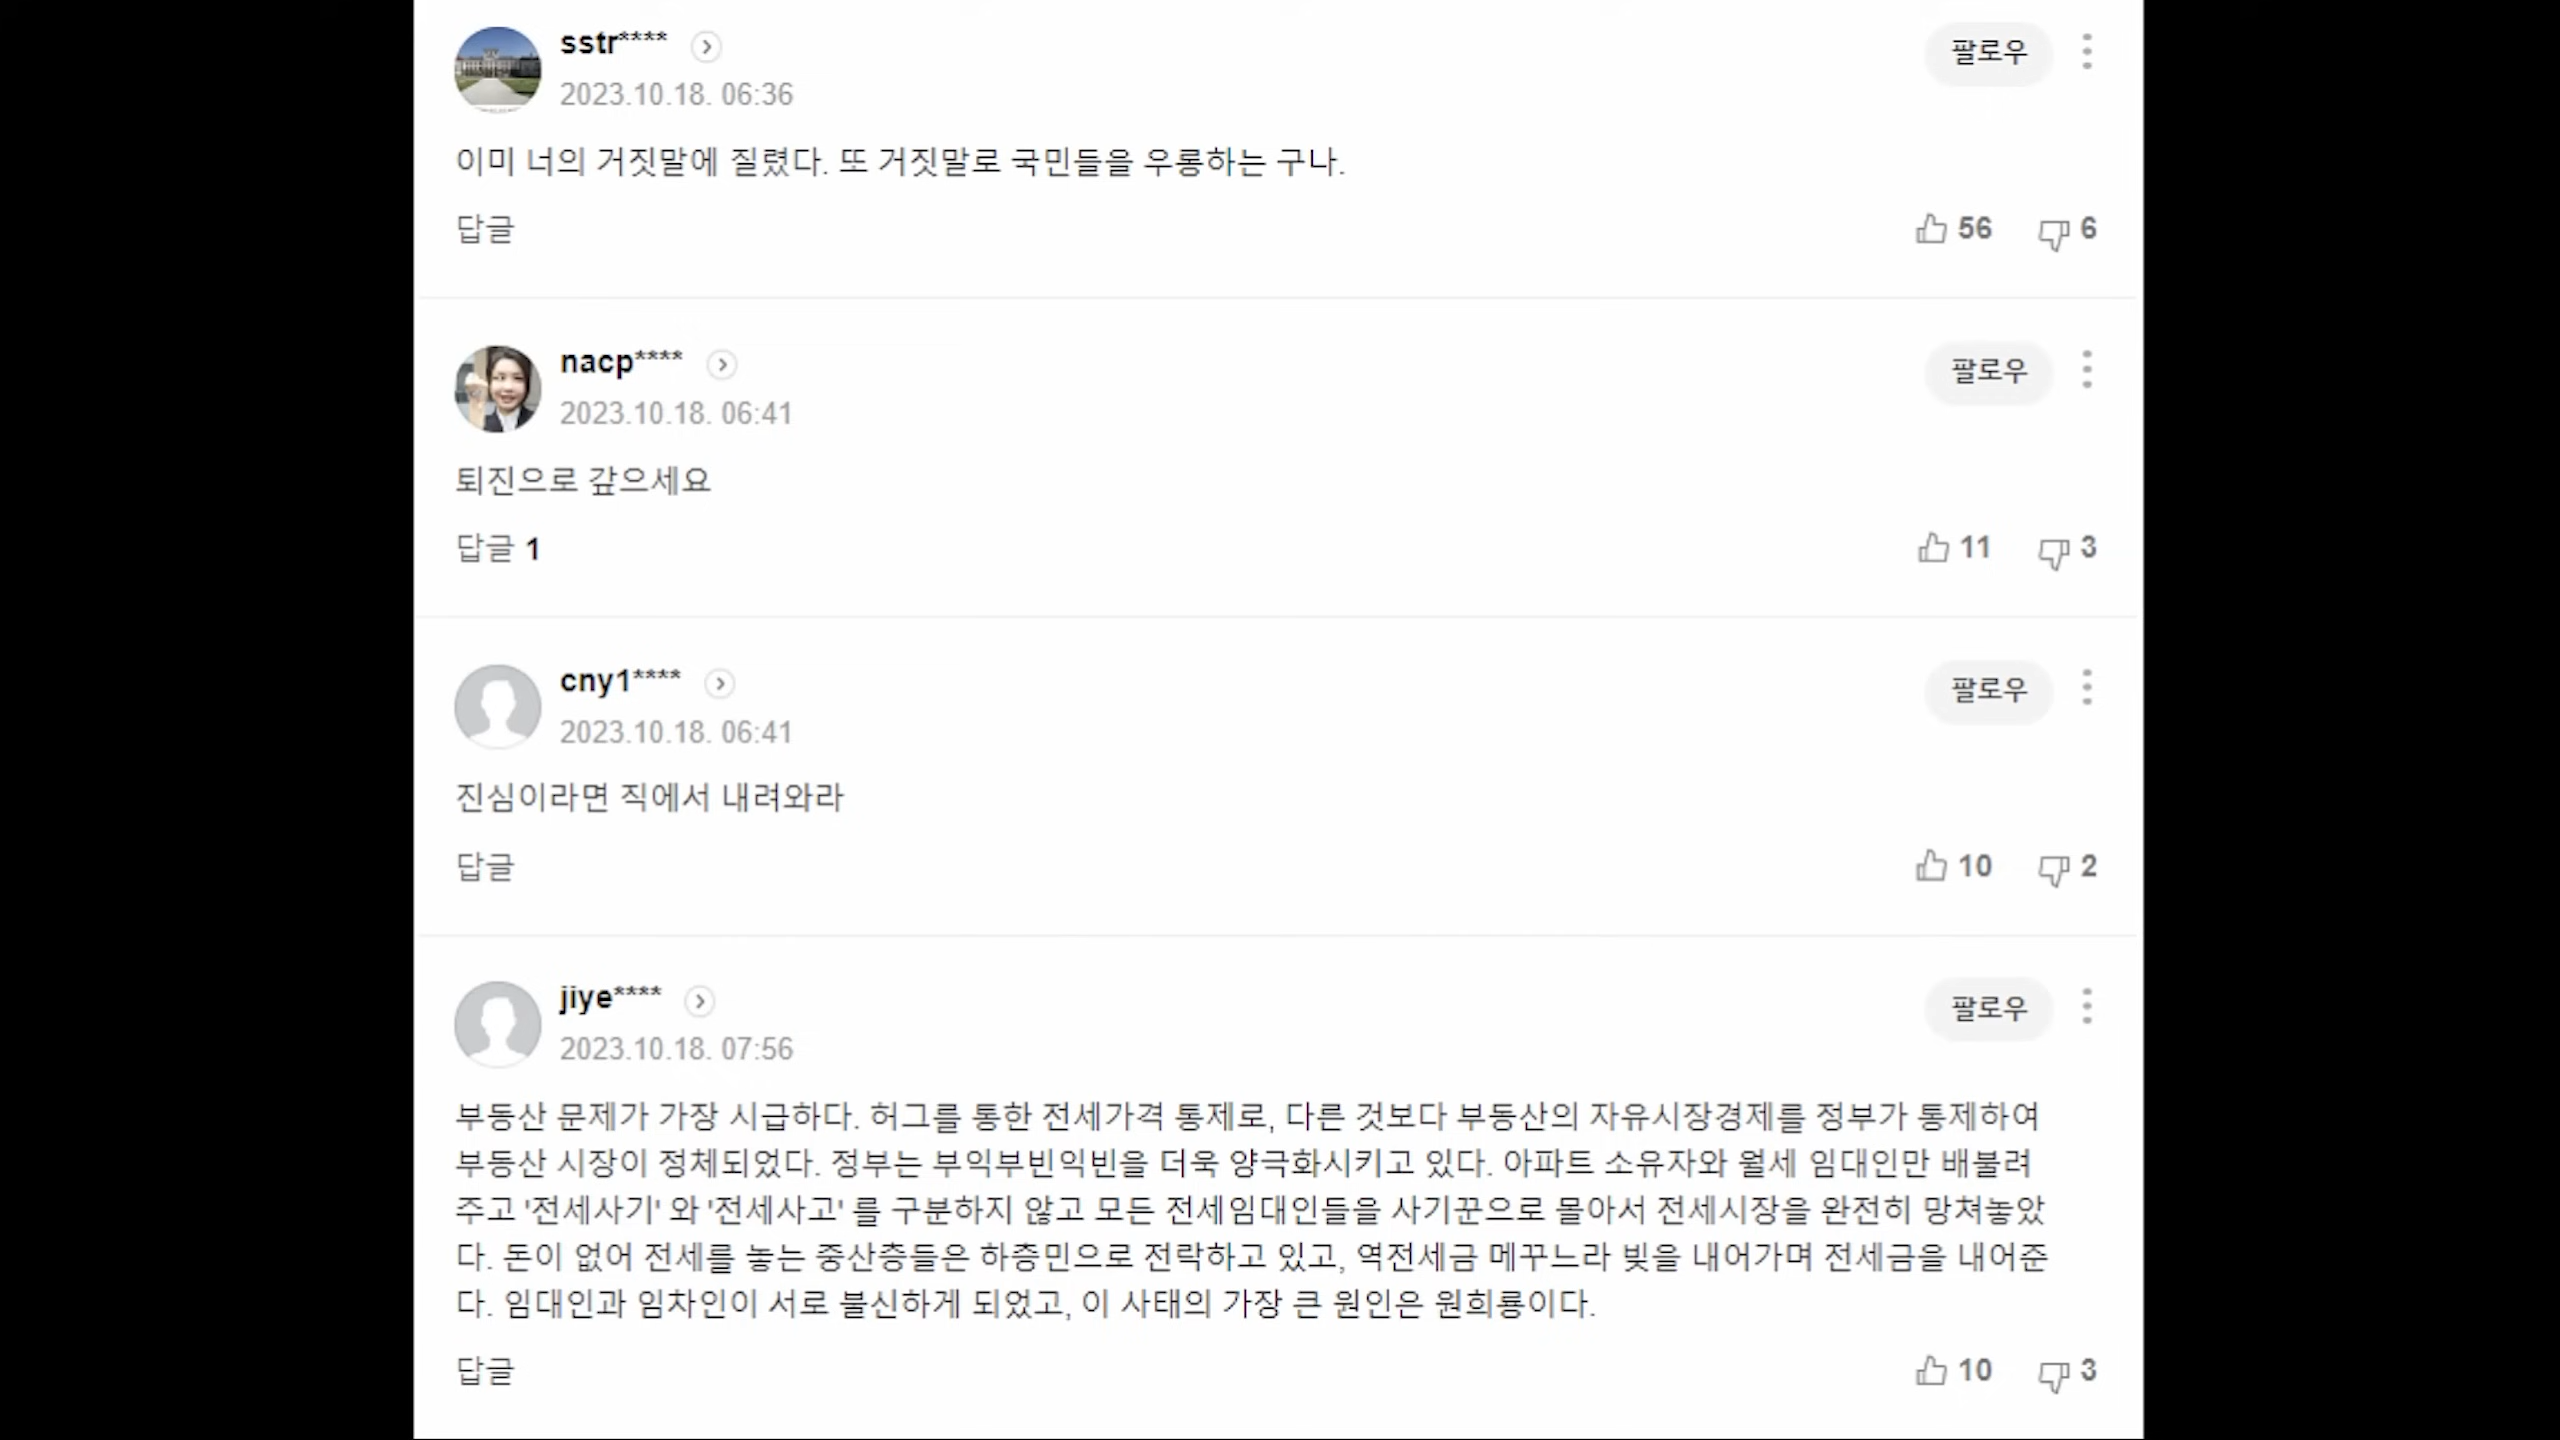 sstr****
팔로우
2023.10.18. 06:36
이미 너의 거짓말에 질렸다. 또 거짓말로 국민들을 우롱하는 구나.
답글
56
6
nacp****
팔로우
2023.10.18. 06:41
퇴진으로 갚으세요
답글 1
11
3
cny1****
팔로우
2023.10.18. 06:41
진심이라면 직에서 내려와라
답글
10
2
jiye****
팔로우
2023.10.18. 07:56
부동산 문제가 가장 시급하다. 허그를 통한 전세가격 통제로, 다른 것보다 부동산의 자유시장경제를 정부가 통제하여
부동산 시장이 정체되었다. 정부는 부익부빈익빈을 더욱 양극화시키고 있다. 아파트 소유자와 월세 임대인만 배불려
주고 '전세사기' 와 '전세사고' 를 구분하지 않고 모든 전세임대인들을 사기꾼으로 몰아서 전세시장을 완전히 망쳐놓았
다. 돈이 없어 전세를 놓는 중산층들은 하층민으로 전락하고 있고, 역전세금 메꾸느라 빚을 내어가며 전세금을 내어준
다. 임대인과 임차인이 서로 불신하게 되었고, 이 사태의 가장 큰 원인은 원희룡이다.
답글
10
3